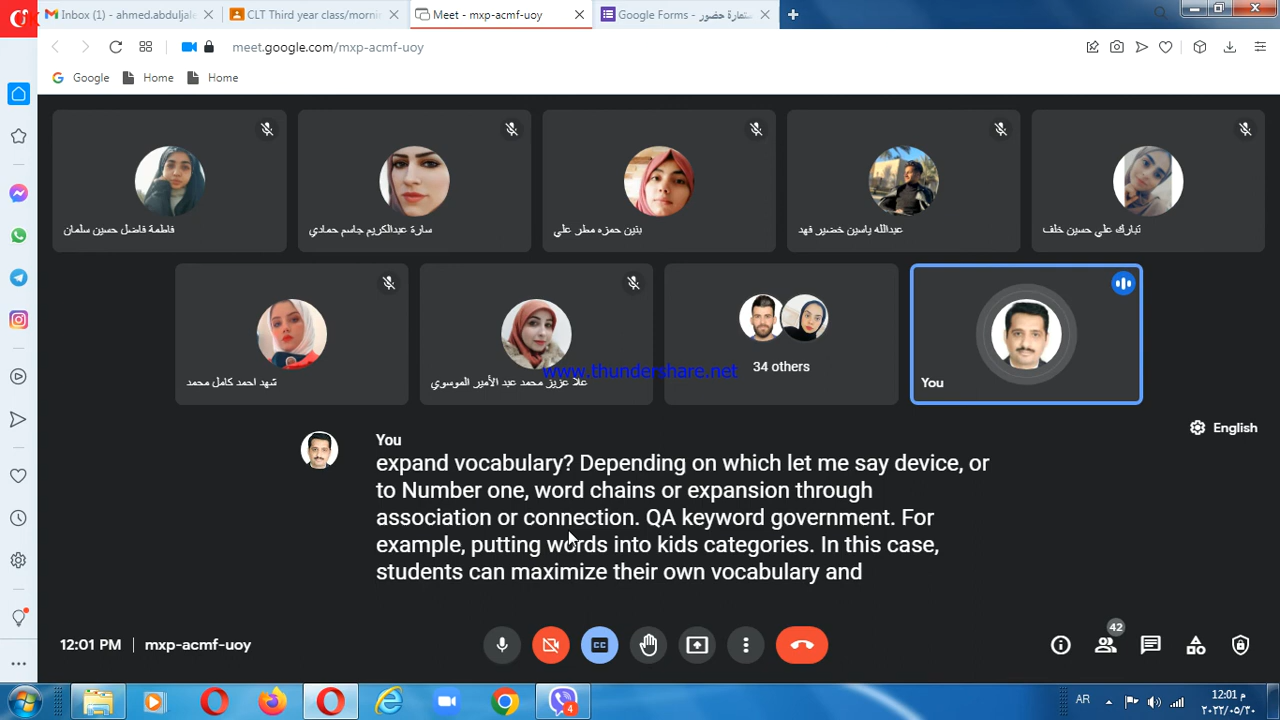 Inbox (1) - ahmed.abduljale
CLT Third year class/morni
Meet - mxp-acmf-uoy
Google Forms - استمارة حضور
meet.google.com/mxp-acmf-uoy
Google
Home
Home
فاطمة فاضل حسين سلمان
سارة عبدالكريم جاسم حمادي
بنين حمزه مطر علي
عبدالله ياسين خضير فهد
تبارك علي حسين خلف
شهد احمد كامل محمد
علا عزيز محمد عبد الأمير الموسوي
34 others
You
www.thundershare.net
English
You
expand vocabulary? Depending on which let me say device, or
to Number one, word chains or expansion through
association or connection. QA keyword government. For
example, putting words into kids categories. In this case,
students can maximize their own vocabulary and
12:01 PM
mxp-acmf-uoy
CC
42
4
AR
12:01 م
٢٠٢٢/٠٥/٣٠